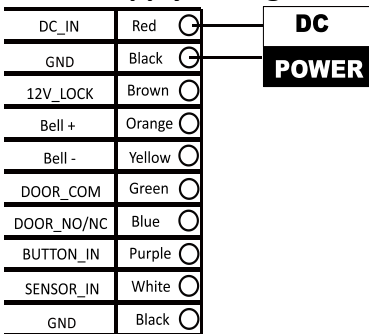 DC_IN Red DC
GND Black POWER
12V_LOCK Brown
Bell + Orange
Bell - Yellow
DOOR_COM Green
DOOR_NO/NC Blue
BUTTON_IN Purple
SENSOR_IN White
GND Black